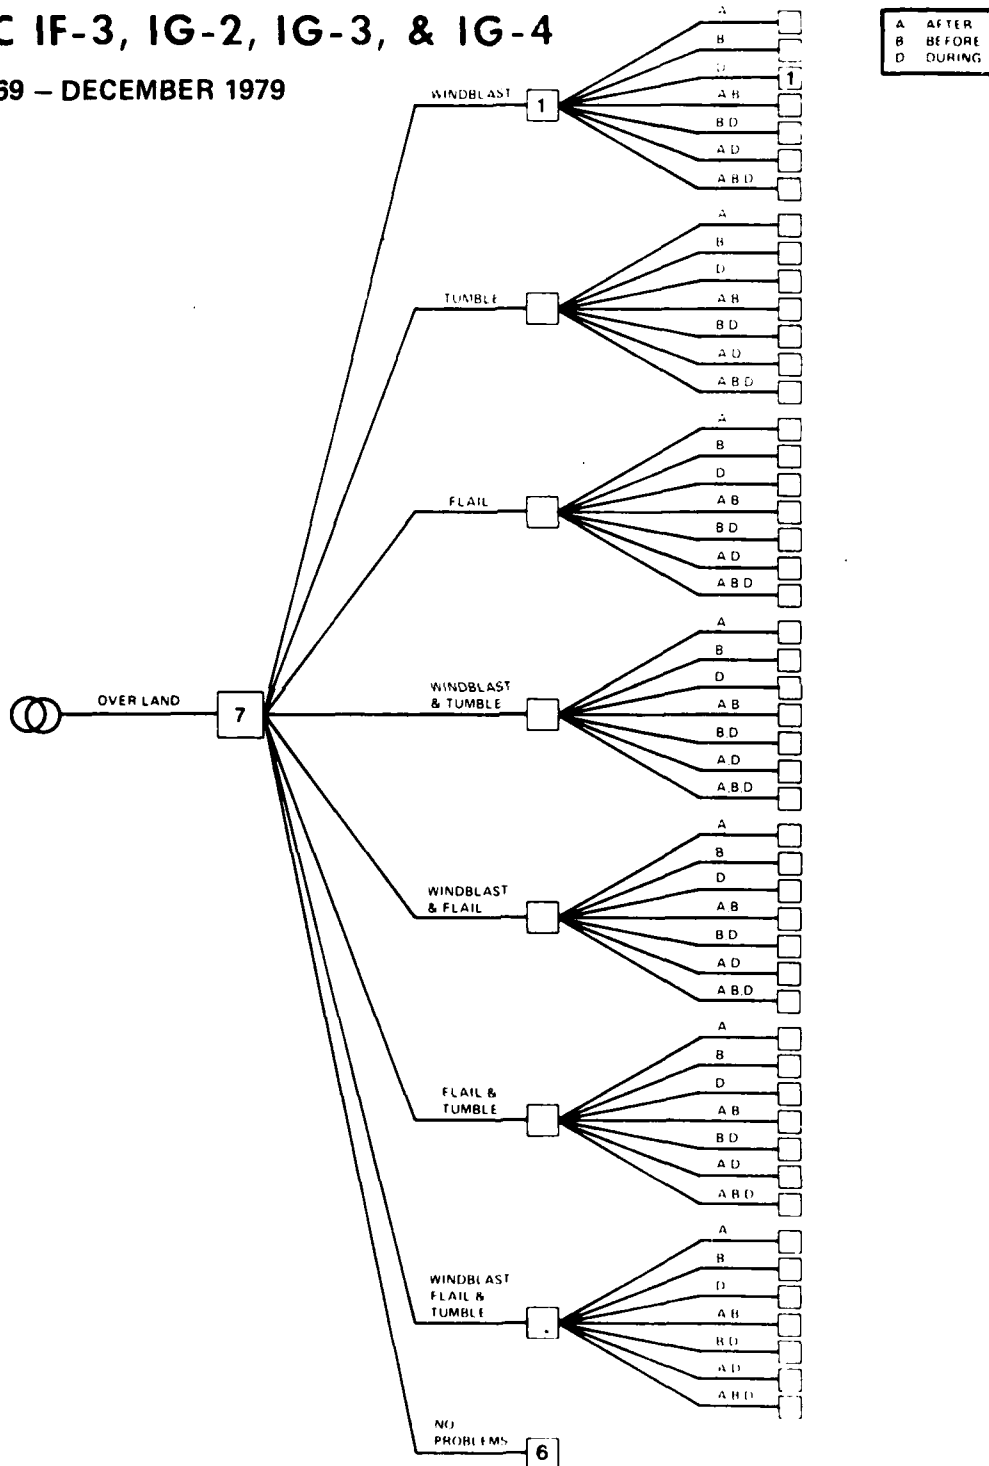 C IF-3, IG-2, IG-3, & IG-4
69 – DECEMBER 1979
A AFTER
B BEFORE
D DURING
OVER LAND
7
WINDBLAST
1
A
B
D
1
A B
B D
A D
A B D
TUMBLE
A
B
D
A B
B D
A D
A B D
FLAIL
A
B
D
A B
B D
A D
A B D
WINDBLAST
& TUMBLE
A
B
D
A B
B.D
A.D
A.B.D
WINDBLAST
& FLAIL
A
B
D
A B
B D
A D
A B.D
FLAIL &
TUMBLE
A
B
D
A B
B D
A D
A B D
WINDBLAST
FLAIL &
TUMBLE
A
B
D
A B
B D
A D
A B D
NO
PROBLEMS
6